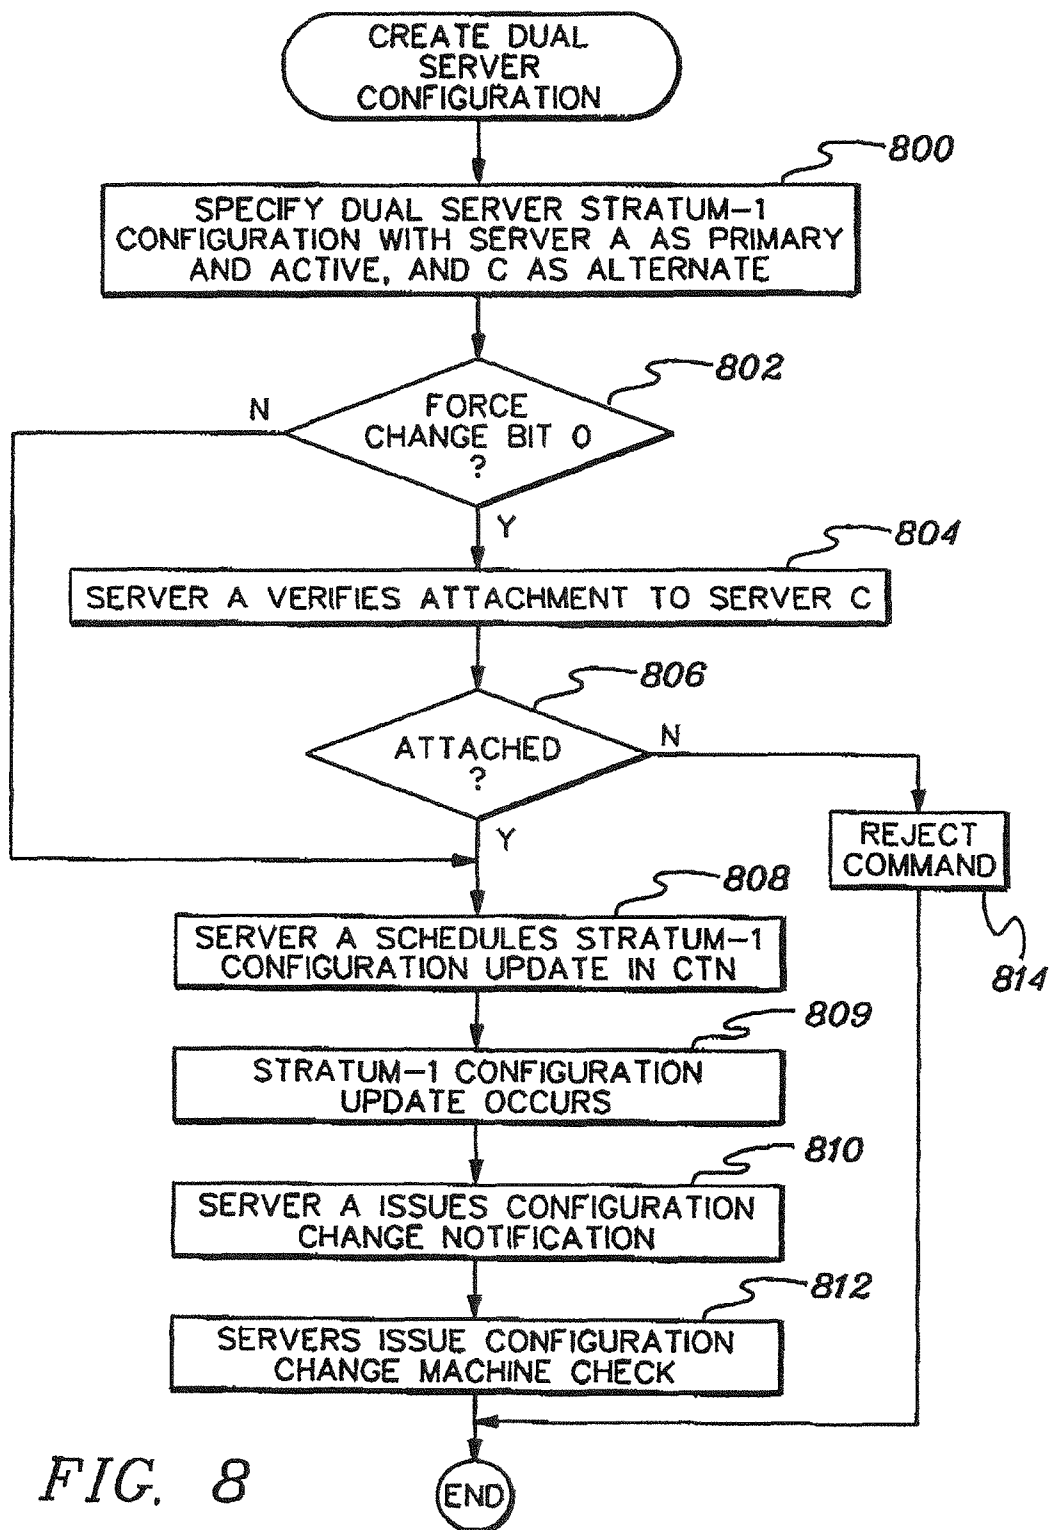 CREATE DUAL
SERVER
CONFIGURATION
800
SPECIFY DUAL SERVER STRATUM-1
CONFIGURATION WITH SERVER A AS PRIMARY
AND ACTIVE, AND C AS ALTERNATE
802
N
FORCE
CHANGE BIT 0
?
Y
804
SERVER A VERIFIES ATTACHMENT TO SERVER C
806
ATTACHED
?
N
Y
REJECT
COMMAND
814
808
SERVER A SCHEDULES STRATUM-1
CONFIGURATION UPDATE IN CTN
809
STRATUM-1 CONFIGURATION
UPDATE OCCURS
810
SERVER A ISSUES CONFIGURATION
CHANGE NOTIFICATION
812
SERVERS ISSUE CONFIGURATION
CHANGE MACHINE CHECK
END
FIG. 8